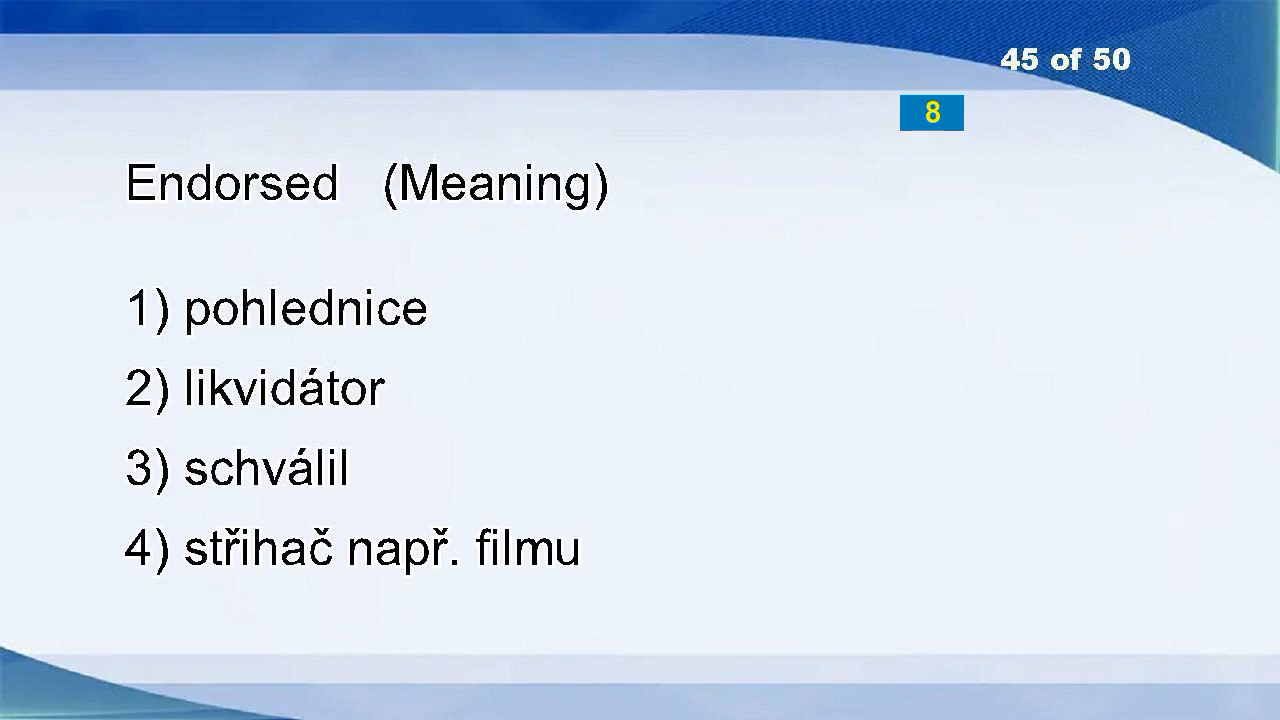 45 of 50
8
Endorsed (Meaning)
1) pohlednice
2) likvidátor
3) schválil
4) střihač např. filmu